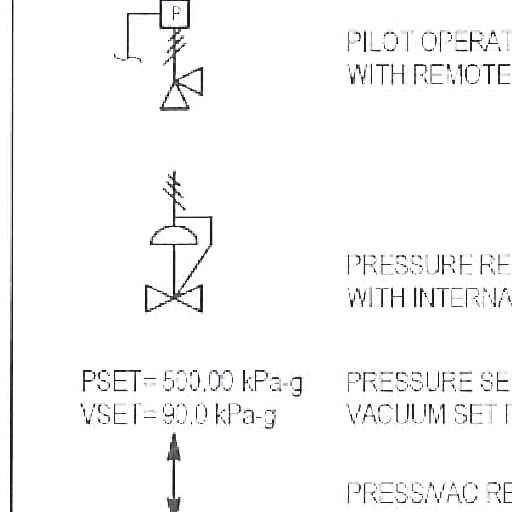 P
PILOT OPERAT
WITH REMOTE
PRESSURE RE
WITH INTERNA
PSET= 500.00 kPa-g
PRESSURE SE
VSET= 90.0 kPa-g
VACUUM SET P
PRESS/VAC RE